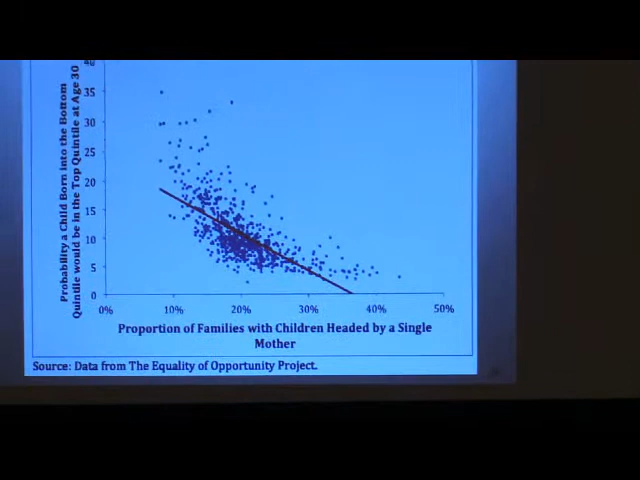 Probability a Child Born into the Bottom
Quintile would be in the Top Quintile at Age 30
40
35
30
25
20
15
10
5
0
0% 10% 20% 30% 40% 50%
Proportion of Families with Children Headed by a Single
Mother
Source: Data from The Equality of Opportunity Project.